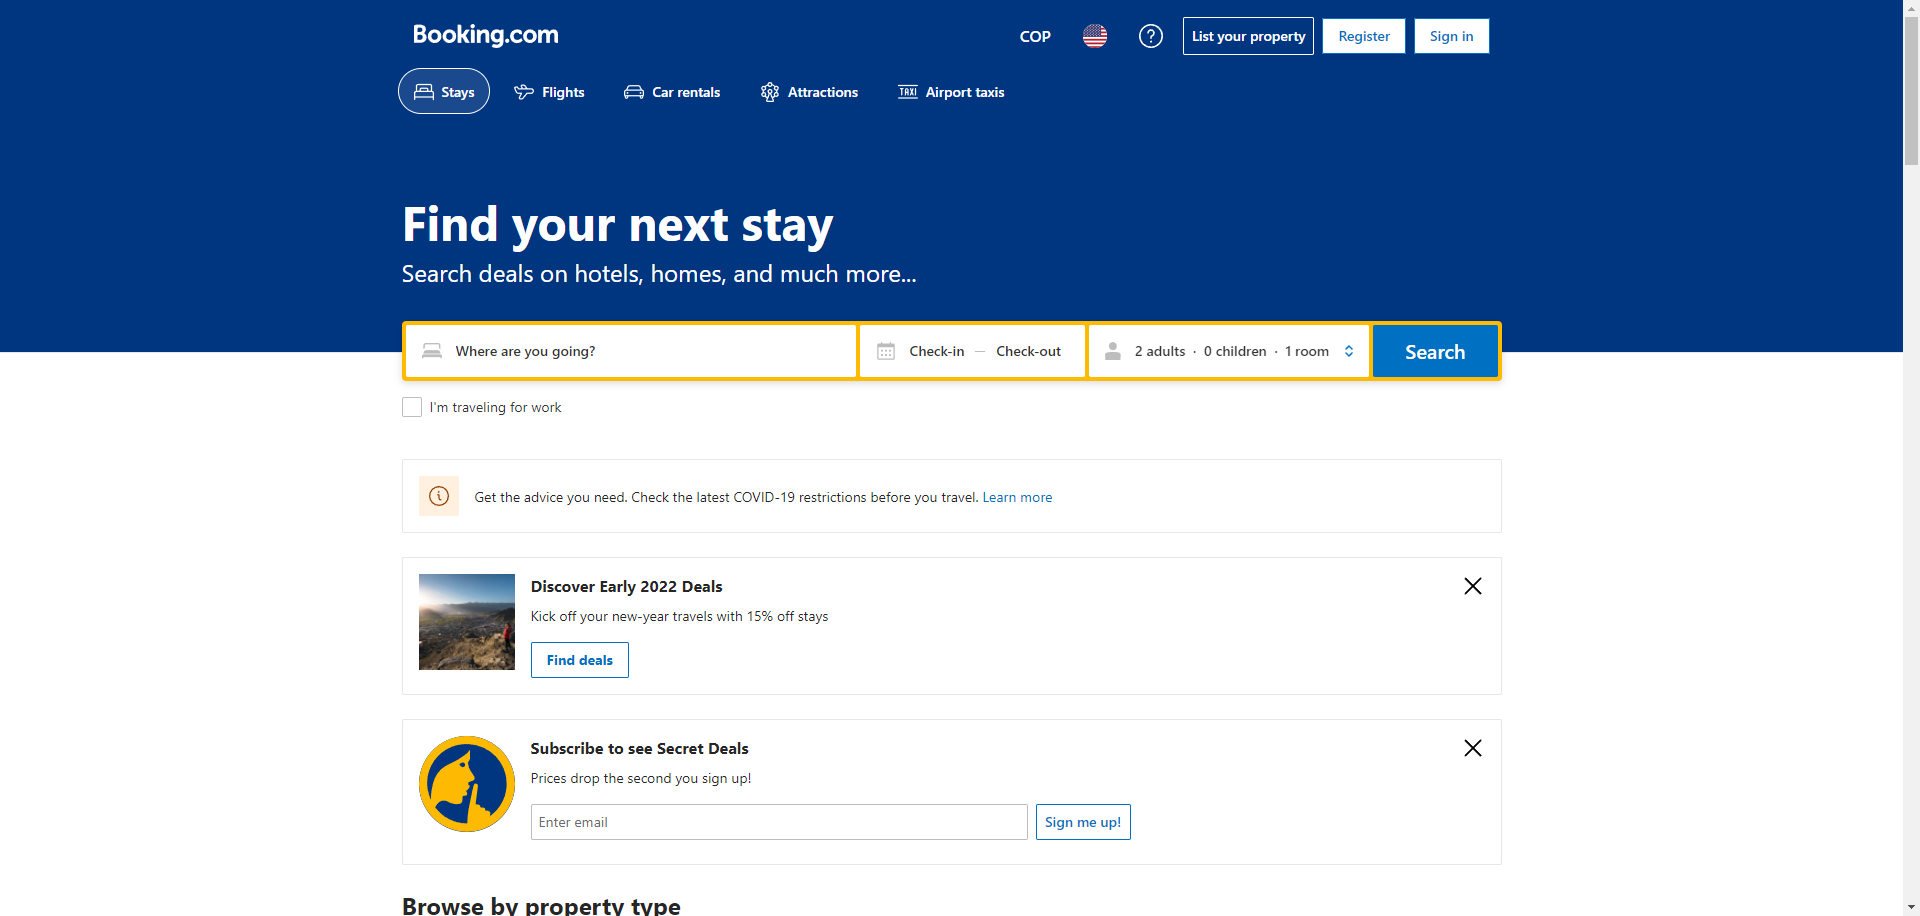 Booking.com
COP
List your property
Register
Sign in
Stays
Flights
Car rentals
Attractions
TAXI
Airport taxis
Find your next stay
Search deals on hotels, homes, and much more...
Where are you going?
Check-in — Check-out
2 adults · 0 children · 1 room
Search
I'm traveling for work
Get the advice you need. Check the latest COVID-19 restrictions before you travel. Learn more
Discover Early 2022 Deals
Kick off your new-year travels with 15% off stays
Find deals
Subscribe to see Secret Deals
Prices drop the second you sign up!
Enter email
Sign me up!
Browse by property type